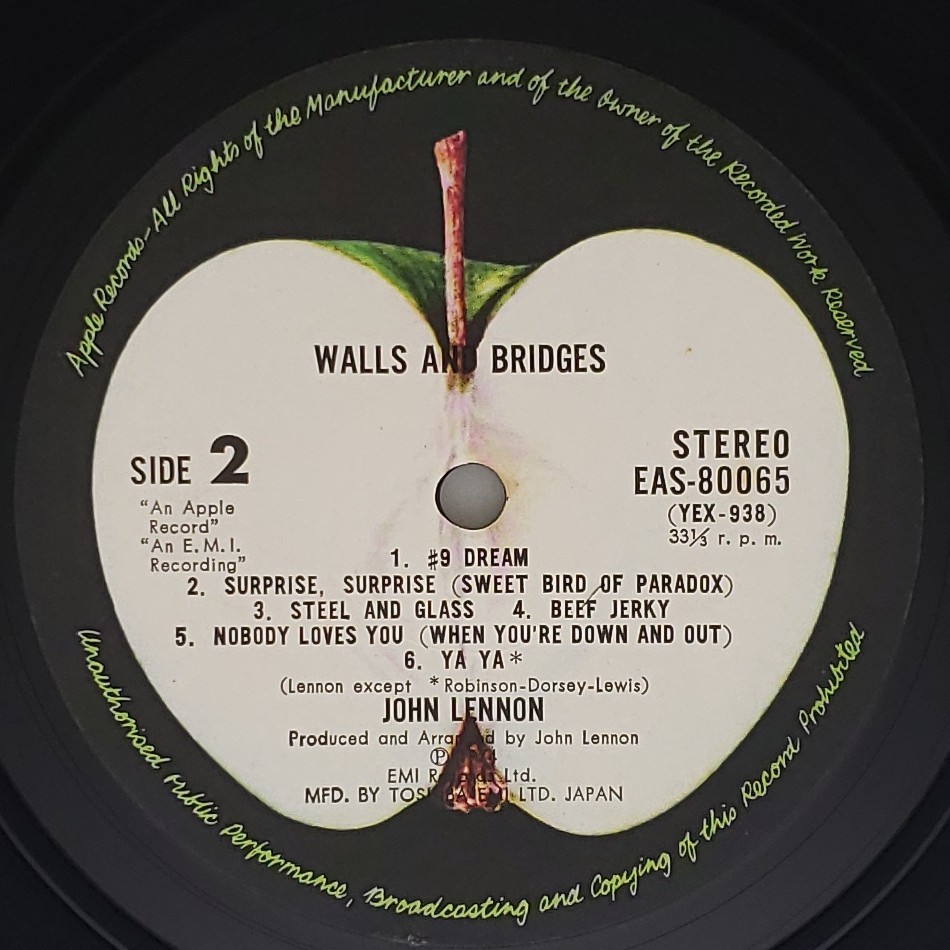 Apple Records-All Rights of the Manufacturer and of the Owner of the Recorded Work Reserved
WALLS AND BRIDGES
SIDE 2
STEREO
EAS-80065
(YEX-938)
33⅓ r. p. m.
“An Apple
Record”
“An E.M.I.
Recording”
1. #9 DREAM
2. SURPRISE, SURPRISE (SWEET BIRD OF PARADOX)
3. STEEL AND GLASS 4. BEEF JERKY
5. NOBODY LOVES YOU (WHEN YOU'RE DOWN AND OUT)
6. YA YA*
(Lennon except *Robinson-Dorsey-Lewis)
JOHN LENNON
Produced and Arranged by John Lennon
Ⓟ
EMI Records Ltd.
MFD. BY TOSHIBA EMI LTD. JAPAN
Unauthorised Public Performance, Broadcasting and Copying of this Record Prohibited